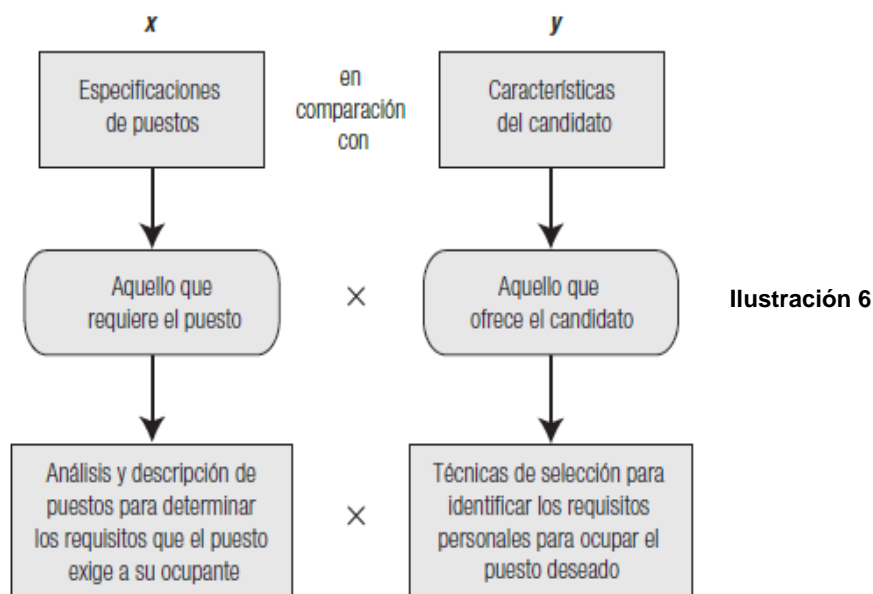 x
y
Especificaciones
de puestos
en
comparación
con
Características
del candidato
Aquello que
requiere el puesto
×
Aquello que
ofrece el candidato
Ilustración 6
Análisis y descripción de
puestos para determinar
los requisitos que el puesto
exige a su ocupante
×
Técnicas de selección para
identificar los requisitos
personales para ocupar el
puesto deseado